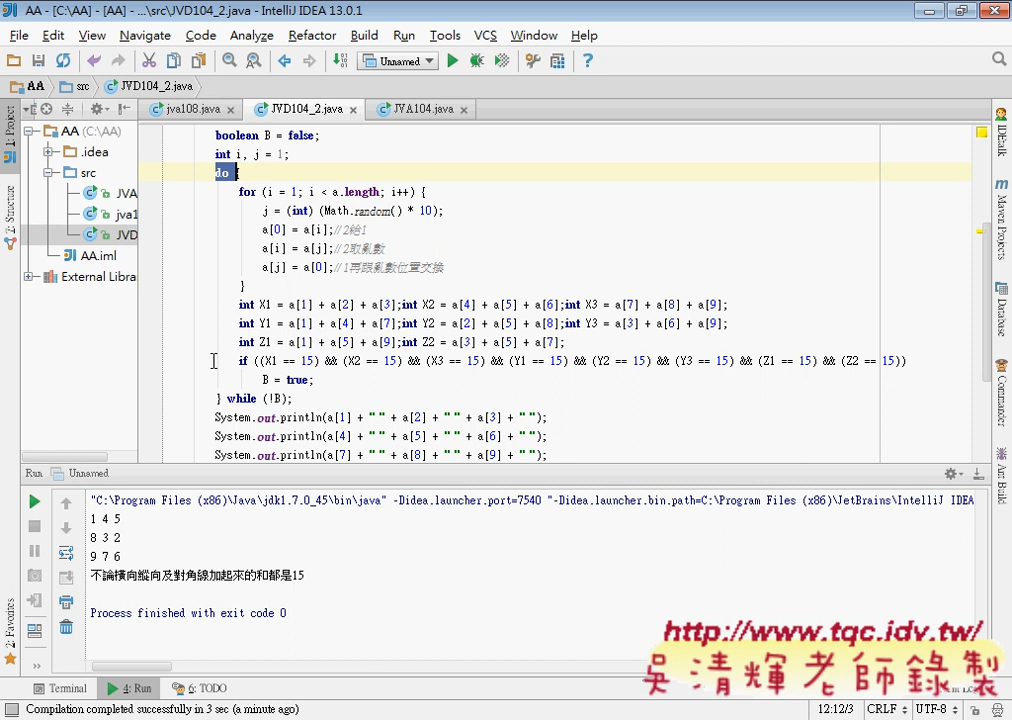 AA - [C:\AA] - [AA] - ...\src\JVD104_2.java - IntelliJ IDEA 13.0.1
File Edit View Navigate Code Analyze Refactor Build Run Tools VCS Window Help
Unnamed
AA src JVD104_2.java
1: Project
jva108.java JVD104_2.java JVA104.java
AA (C:\AA)
.idea
src
JVA
jva1
JVD
AA.iml
External Libra
2: Structure
2: Favorites
boolean B = false;
int i, j = 1;
do {
for (i = 1; i < a.length; i++) {
j = (int) (Math.random() * 10);
a[0] = a[i];//2給1
a[i] = a[j];//2取亂數
a[j] = a[0];//1再跟亂數位置交換
}
int X1 = a[1] + a[2] + a[3];int X2 = a[4] + a[5] + a[6];int X3 = a[7] + a[8] + a[9];
int Y1 = a[1] + a[4] + a[7];int Y2 = a[2] + a[5] + a[8];int Y3 = a[3] + a[6] + a[9];
int Z1 = a[1] + a[5] + a[9];int Z2 = a[3] + a[5] + a[7];
if ((X1 == 15) && (X2 == 15) && (X3 == 15) && (Y1 == 15) && (Y2 == 15) && (Y3 == 15) && (Z1 == 15) && (Z2 == 15))
B = true;
} while (!B);
System.out.println(a[1] + " " + a[2] + " " + a[3] + " ");
System.out.println(a[4] + " " + a[5] + " " + a[6] + " ");
System.out.println(a[7] + " " + a[8] + " " + a[9] + " ");
IDEtalk
Maven Projects
Database
Commander
Ant Build
Run Unnamed
"C:\Program Files (x86)\Java\jdk1.7.0_45\bin\java" -Didea.launcher.port=7540 "-Didea.launcher.bin.path=C:\Program Files (x86)\JetBrains\IntelliJ IDEA
1 4 5
8 3 2
9 7 6
不論橫向縱向及對角線加起來的和都是15
Process finished with exit code 0
http://www.tqc.idv.tw/
吳清輝老師錄製
Terminal 4: Run 6: TODO
Compilation completed successfully in 3 sec (a minute ago) 12:12/3 CRLF UTF-8